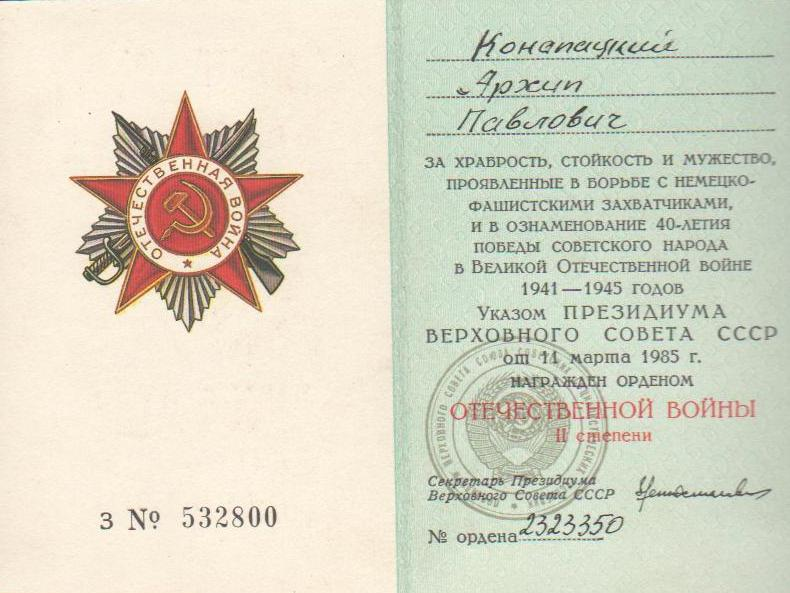 ОТЕЧЕСТВЕННАЯ ВОЙНА
З № 532800
Конапацкий
Архип
Павлович
ЗА ХРАБРОСТЬ, СТОЙКОСТЬ И МУЖЕСТВО,
ПРОЯВЛЕННЫЕ В БОРЬБЕ С НЕМЕЦКО-
ФАШИСТСКИМИ ЗАХВАТЧИКАМИ,
И В ОЗНАМЕНОВАНИЕ 40-ЛЕТИЯ
ПОБЕДЫ СОВЕТСКОГО НАРОДА
В ВЕЛИКОЙ ОТЕЧЕСТВЕННОЙ ВОЙНЕ
1941—1945 ГОДОВ
УКАЗОМ ПРЕЗИДИУМА
ВЕРХОВНОГО СОВЕТА СССР
от 11 марта 1985 г.
НАГРАЖДЕН ОРДЕНОМ
ОТЕЧЕСТВЕННОЙ ВОЙНЫ
II степени
Секретарь Президиума
Верховного Совета СССР
№ ордена 2323350